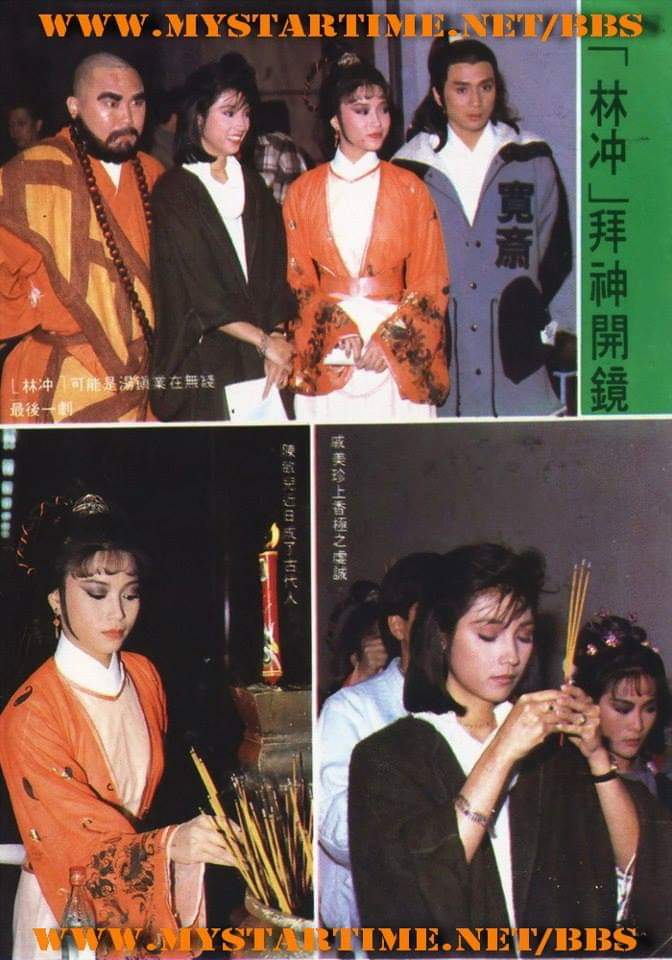 WWW.MYSTARTIME.NET/BBS
「林冲」拜神開鏡
寬斎
「林冲」可能是湯鎮業在無綫
最後一劇
陳敏兒近日成了古代人
戚美珍上香極之虔誠
WWW.MYSTARTIME.NET/BBS